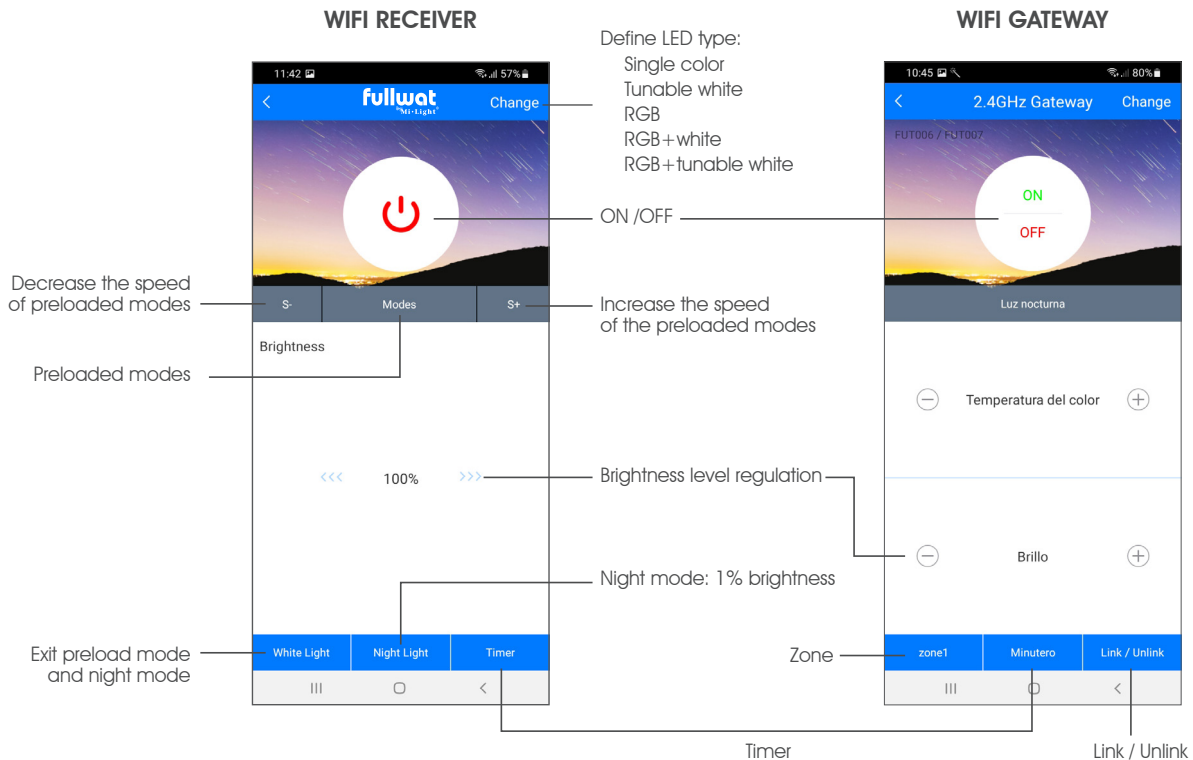 WIFI RECEIVER
WIFI GATEWAY
Define LED type:
Single color
Tunable white
RGB
RGB+white
RGB+tunable white
11:42
57%
fullwat
by Mi·Light
Change
10:45
80%
2.4GHz Gateway
Change
FUT006 / FUT007
ON
OFF
ON /OFF
Decrease the speed
of preloaded modes
S-
Modes
S+
Increase the speed
of the preloaded modes
Luz nocturna
Brightness
Preloaded modes
Temperatura del color
100%
Brightness level regulation
Brillo
Night mode: 1% brightness
Exit preload mode
and night mode
White Light
Night Light
Timer
Zone
zone1
Minutero
Link / Unlink
Timer
Link / Unlink